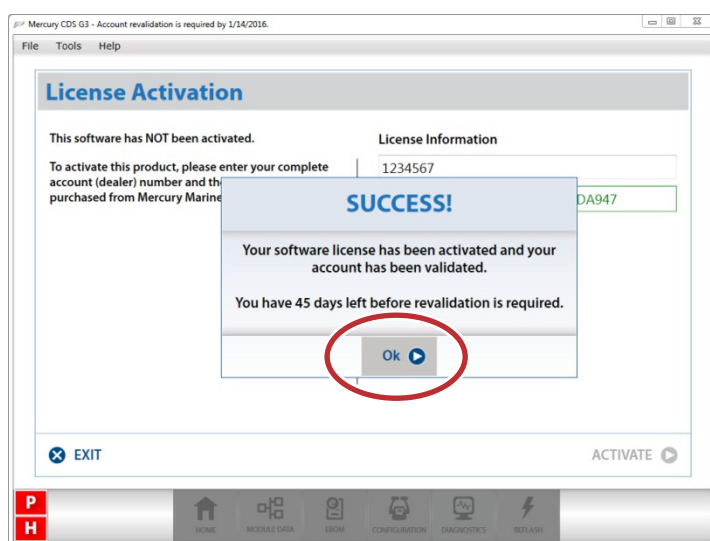 Mercury CDS G3 - Account revalidation is required by 1/14/2016.
File Tools Help
License Activation
This software has NOT been activated.
To activate this product, please enter your complete
account (dealer) number and th
purchased from Mercury Marine
License Information
1234567
DA947
SUCCESS!
Your software license has been activated and your
account has been validated.
You have 45 days left before revalidation is required.
Ok
EXIT
ACTIVATE
P
H
HOME MODULE DATA EROM CONFIGURATION DIAGNOSTICS REFLASH